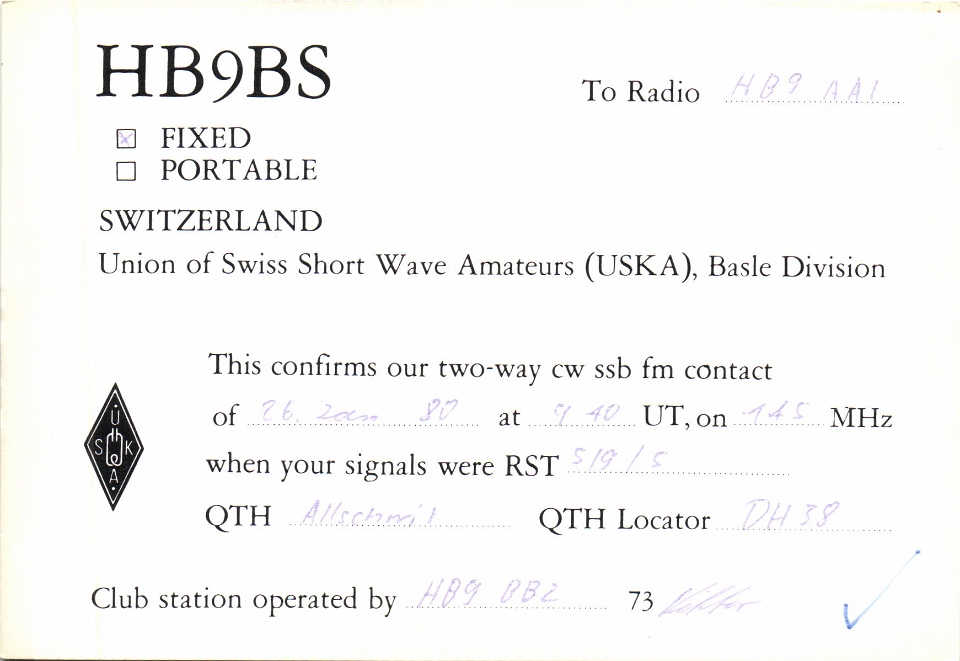 HB9BS
To Radio HB9 AAI
☒ FIXED
☐ PORTABLE
SWITZERLAND
Union of Swiss Short Wave Amateurs (USKA), Basle Division
This confirms our two-way cw ssb fm contact
of 26. Jan 80 at 9 40 UT, on 145 MHz
when your signals were RST 5/9/5
QTH Allschwil QTH Locator DH 38
USKA
Club station operated by HB9 BBZ 73